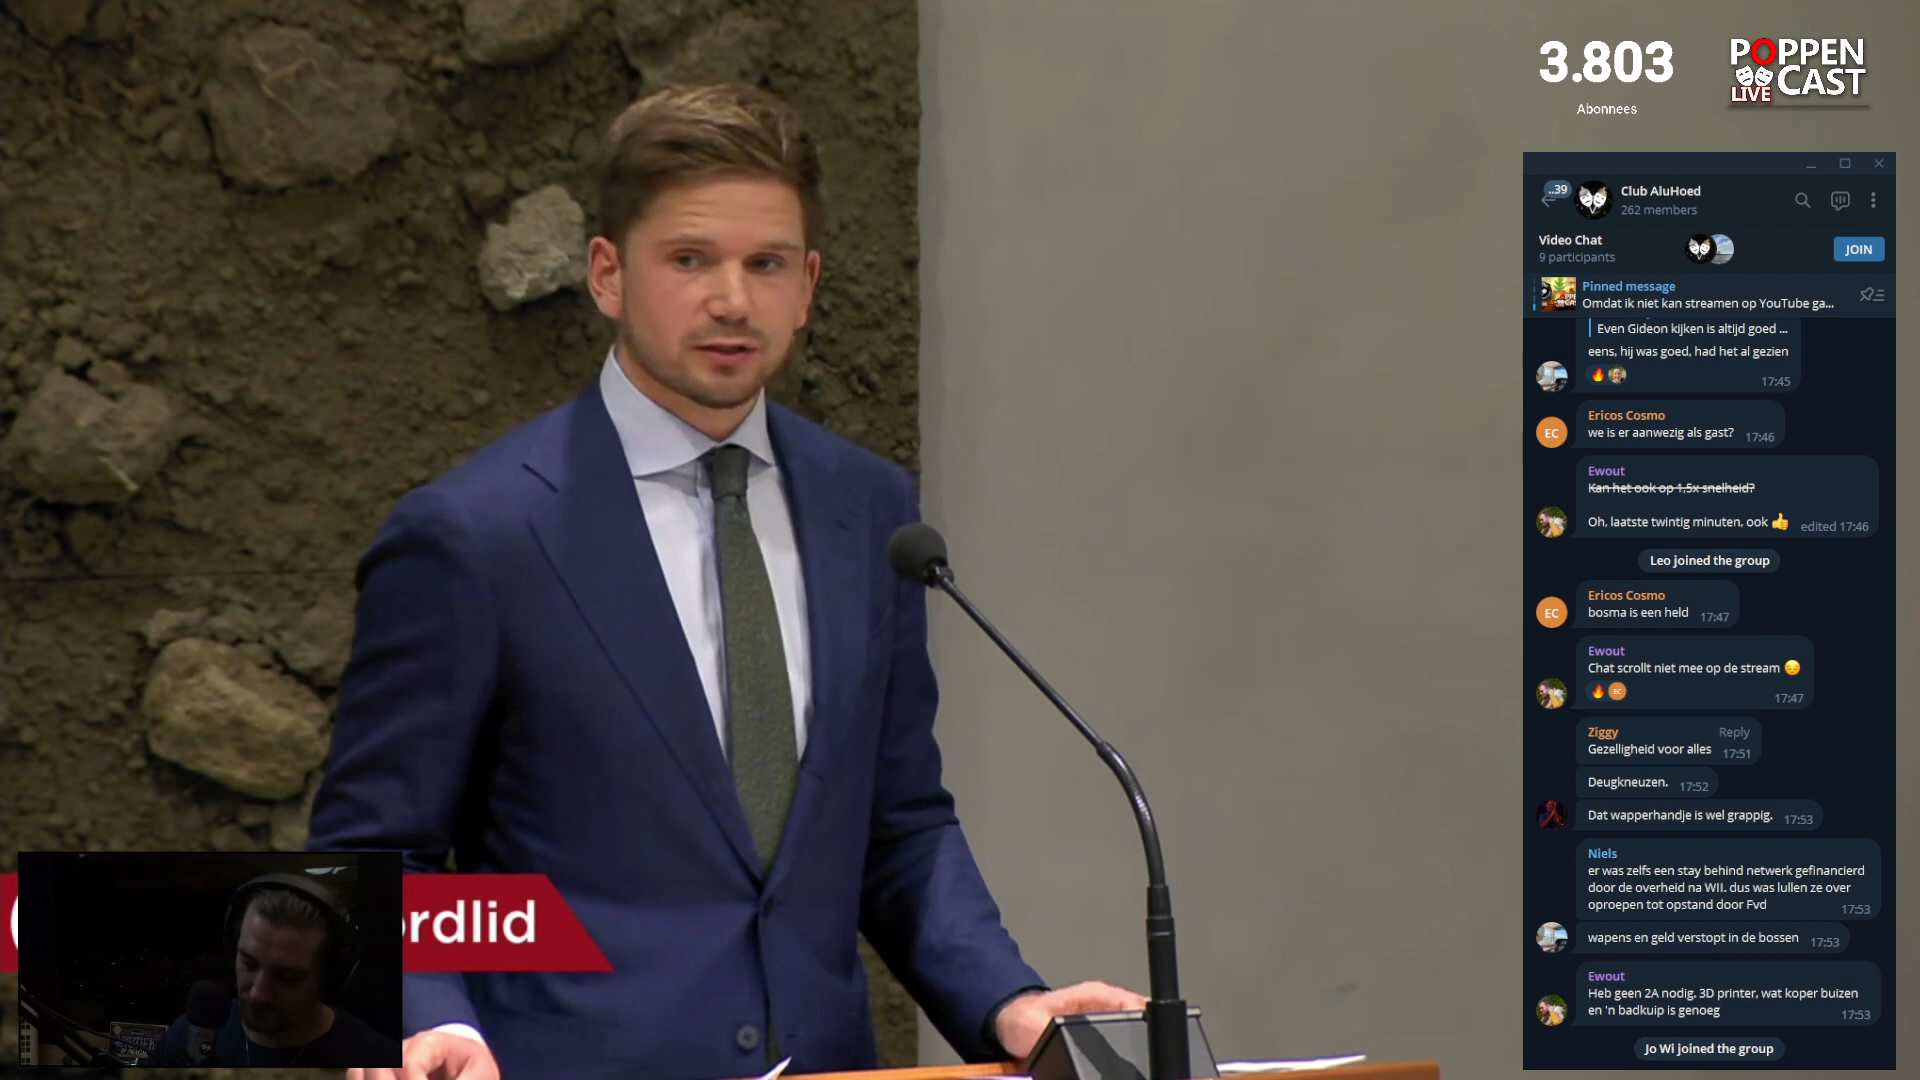 3.803
Abonnees
POPPEN
CAST
LIVE
..39
Club AluHoed
262 members
Video Chat
9 participants
JOIN
Pinned message
Omdat ik niet kan streamen op YouTube ga...
Even Gideon kijken is altijd goed ...
eens, hij was goed, had het al gezien
17:45
Ericos Cosmo
EC
we is er aanwezig als gast? 17:46
Ewout
Kan het ook op 1,5x snelheid?
Oh, laatste twintig minuten, ook 👍 edited 17:46
Leo joined the group
Ericos Cosmo
EC
bosma is een held 17:47
Ewout
Chat scrollt niet mee op de stream 😔
EC
17:47
Ziggy Reply
Gezelligheid voor alles 17:51
Deugkneuzen. 17:52
Dat wapperhandje is wel grappig. 17:53
Niels
er was zelfs een stay behind netwerk gefinancierd
door de overheid na WII. dus was lullen ze over
oproepen tot opstand door Fvd
17:53
wapens en geld verstopt in de bossen 17:53
Ewout
Heb geen 2A nodig, 3D printer, wat koper buizen
en 'n badkuip is genoeg 17:53
Jo Wi joined the group
ordlid